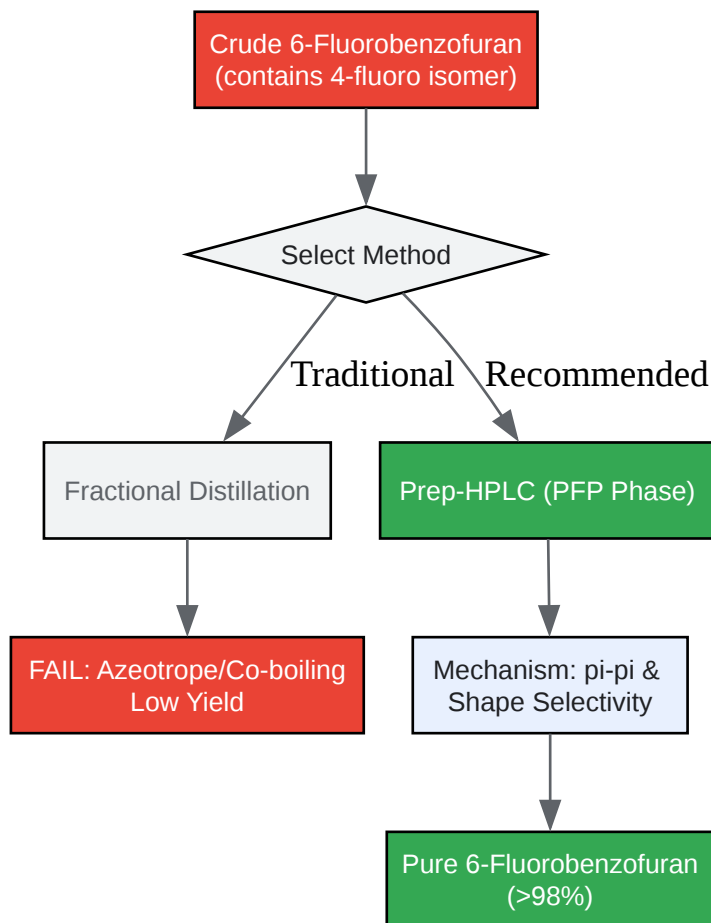 Crude 6-Fluorobenzofuran
(contains 4-fluoro isomer)
Select Method
Traditional
Recommended
Fractional Distillation
Prep-HPLC (PFP Phase)
FAIL: Azeotrope/Co-boiling
Low Yield
Mechanism: pi-pi &
Shape Selectivity
Pure 6-Fluorobenzofuran
(>98%)